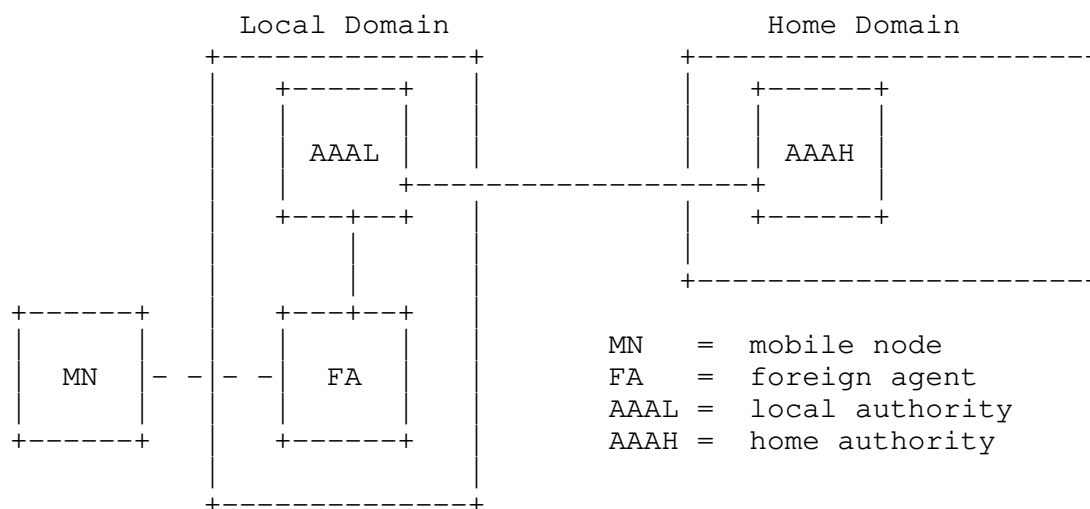 Local Domain
Home Domain
AAAL
AAAH
MN
FA
MN = mobile node
FA = foreign agent
AAAL = local authority
AAAH = home authority